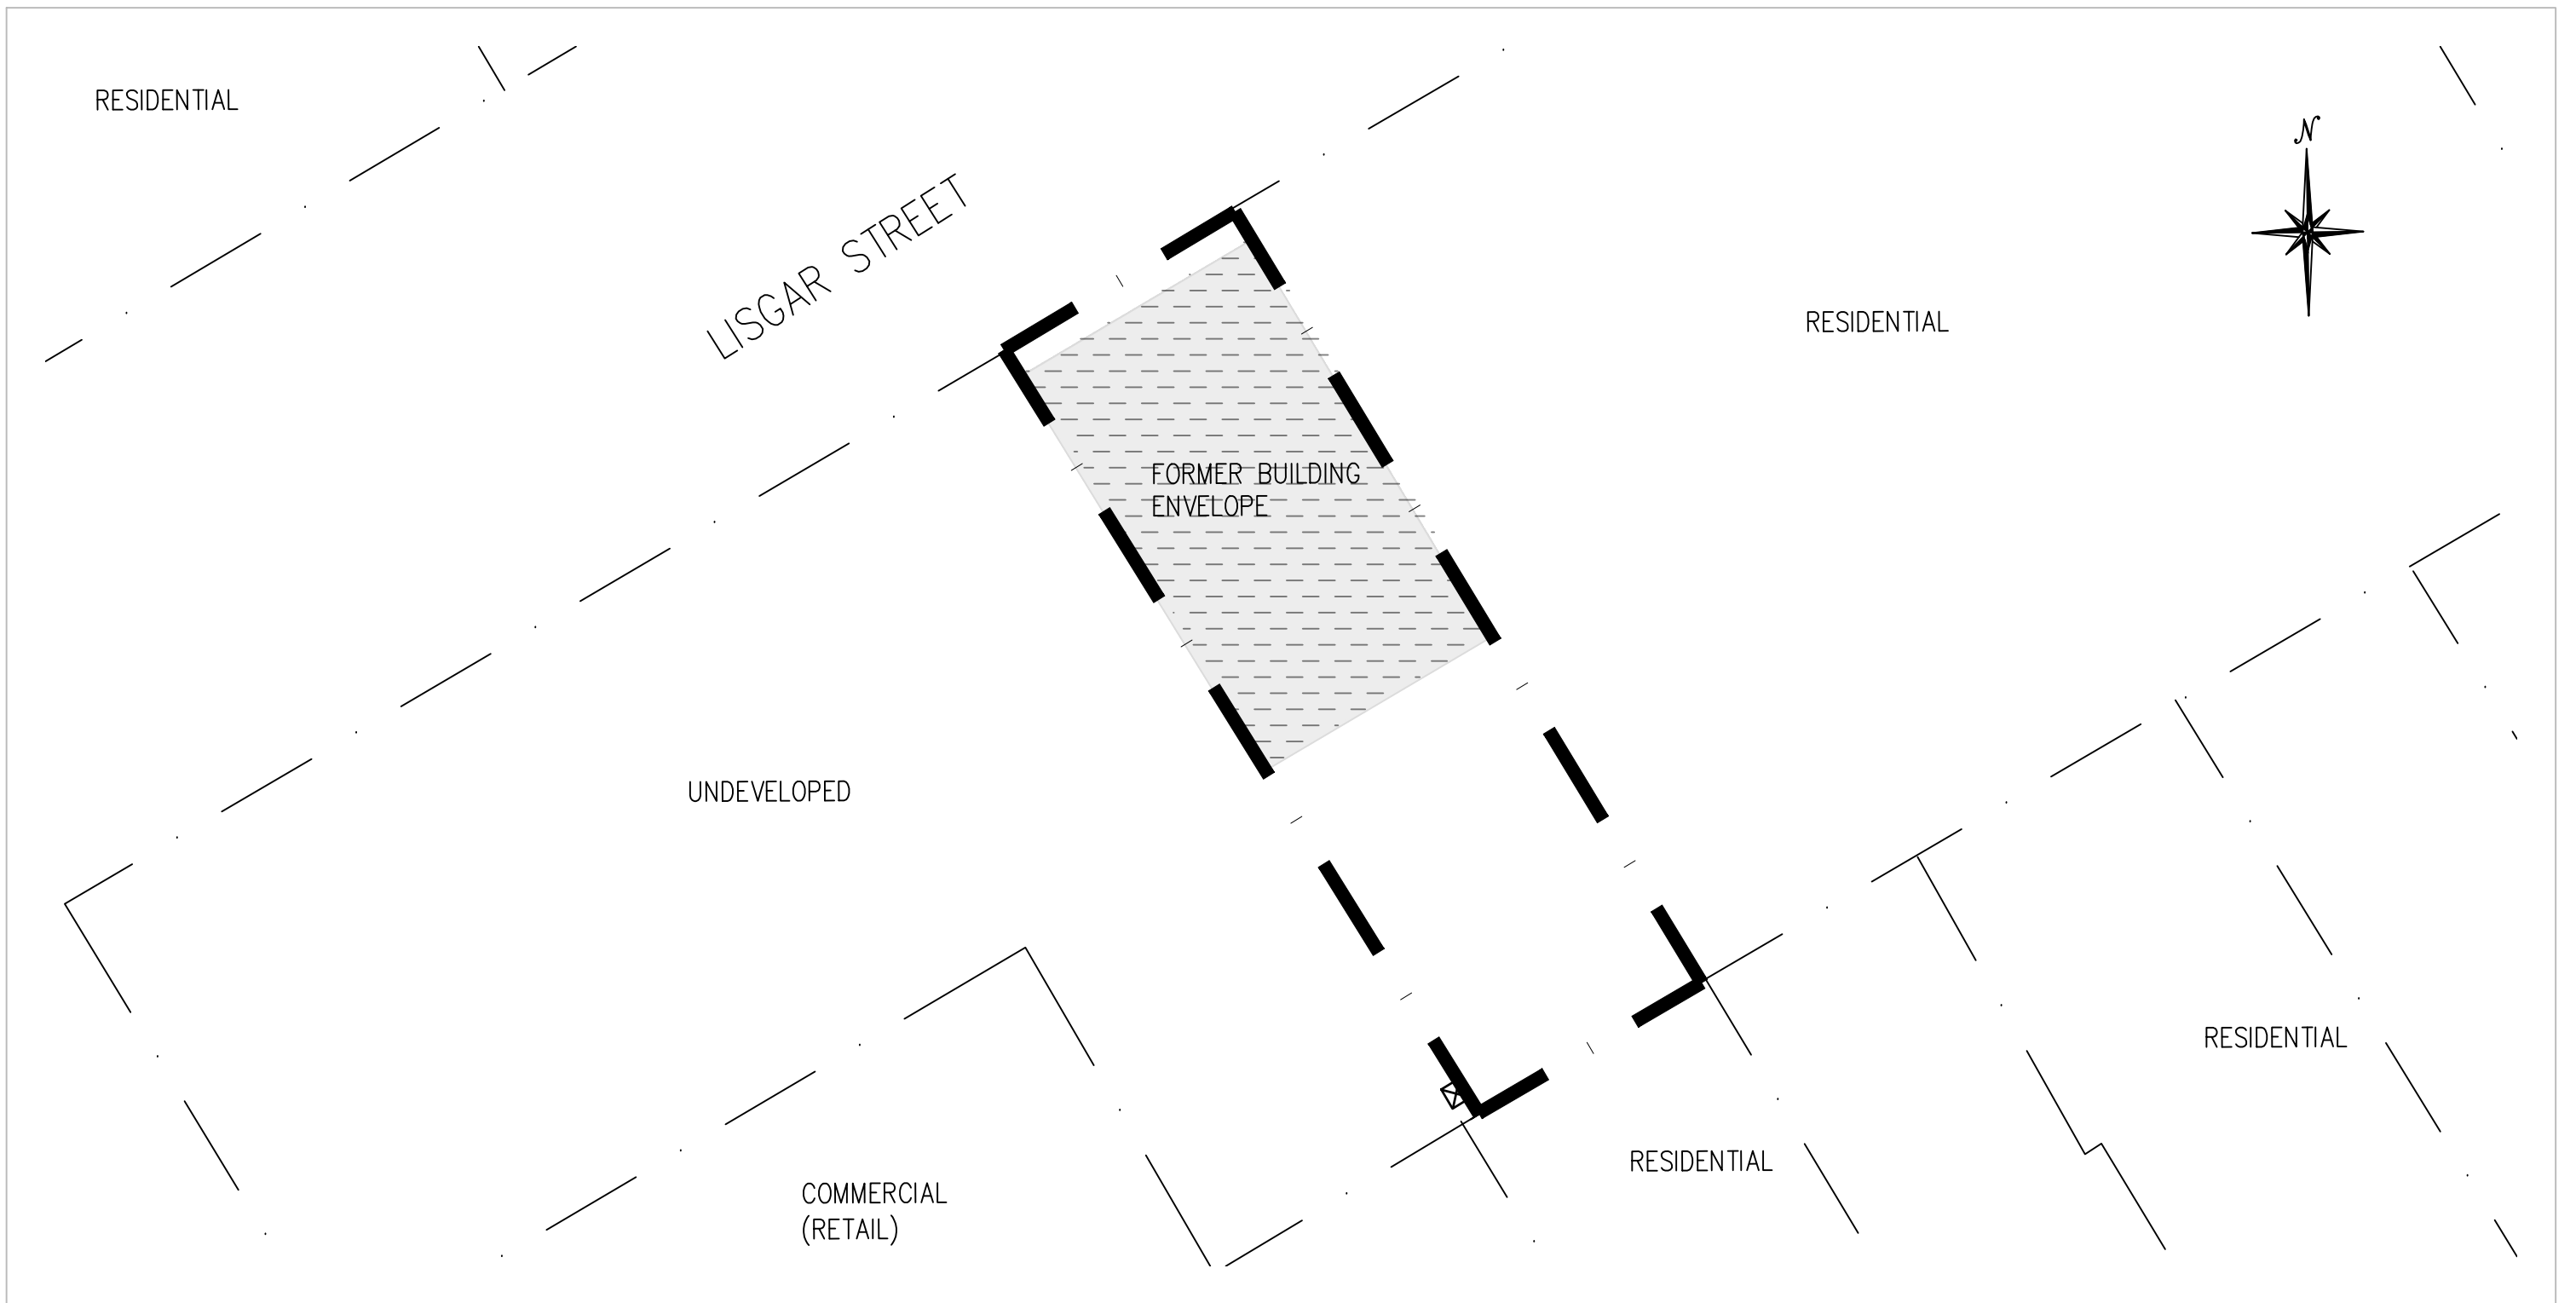 RESIDENTIAL
N
LISGAR STREET
RESIDENTIAL
FORMER BUILDING
ENVELOPE
UNDEVELOPED
RESIDENTIAL
RESIDENTIAL
COMMERCIAL
(RETAIL)